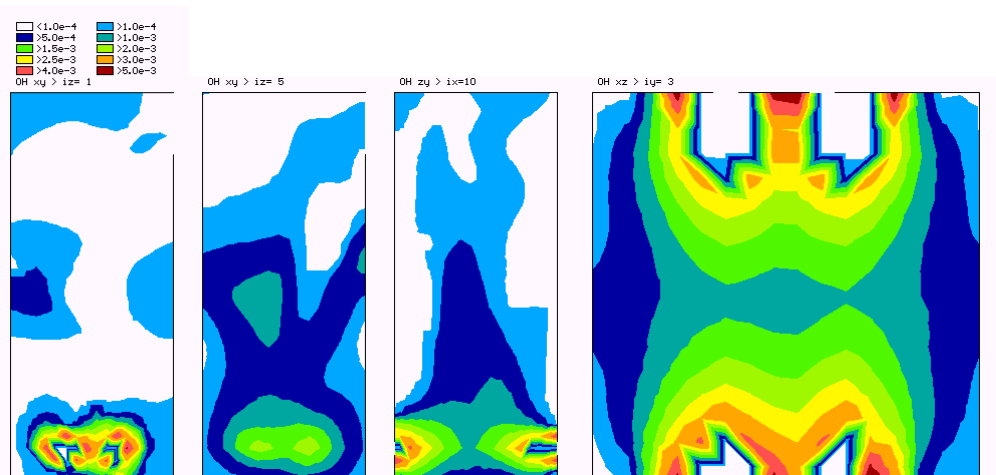 <1.0e-4 >1.0e-4
>5.0e-4 >1.0e-3
>1.5e-3 >2.0e-3
>2.5e-3 >3.0e-3
>4.0e-3 >5.0e-3
OH xy > iz= 1 OH xy > iz= 5 OH zy > ix=10 OH xz > iy= 3